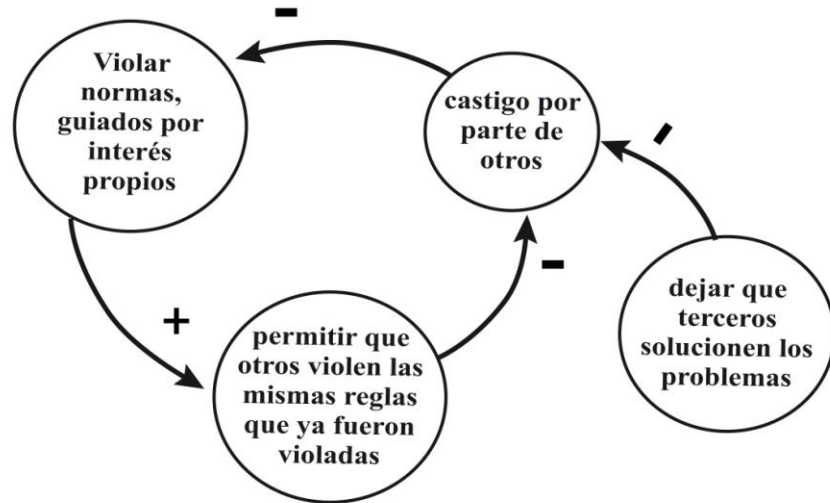 -
Violar
normas,
guiados por
interés
propios
castigo por
parte de
otros
-
-
+
dejar que
terceros
solucionen los
problemas
permitir que
otros violen las
mismas reglas
que ya fueron
violadas